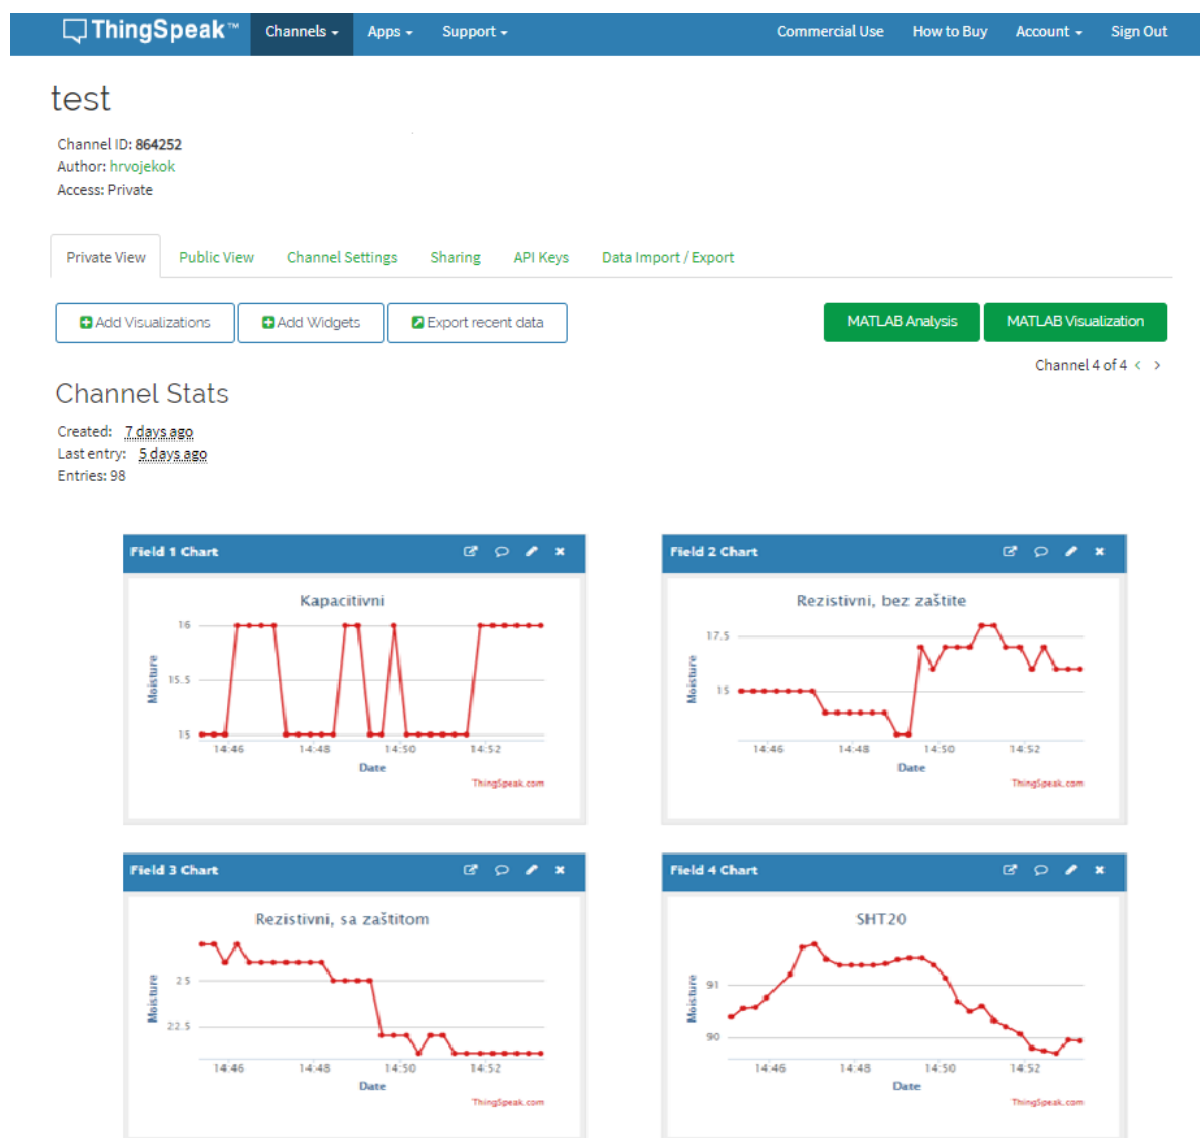 ThingSpeak™ Channels Apps Support Commercial Use How to Buy Account Sign Out
test
Channel ID: 864252
Author: hrvojekok
Access: Private
Private View Public View Channel Settings Sharing API Keys Data Import / Export
Add Visualizations Add Widgets Export recent data MATLAB Analysis MATLAB Visualization
Channel 4 of 4 < >
Channel Stats
Created: 7 days ago
Last entry: 5 days ago
Entries: 98
Field 1 Chart
Kapacitivni
Moisture
16
15.5
15
14:46 14:48 14:50 14:52
Date
ThingSpeak.com
Field 2 Chart
Rezistivni, bez zaštite
Moisture
17.5
15
14:46 14:48 14:50 14:52
Date
ThingSpeak.com
Field 3 Chart
Rezistivni, sa zaštitom
Moisture
25
22.5
14:46 14:48 14:50 14:52
Date
ThingSpeak.com
Field 4 Chart
SHT20
Moisture
91
90
14:46 14:48 14:50 14:52
Date
ThingSpeak.com